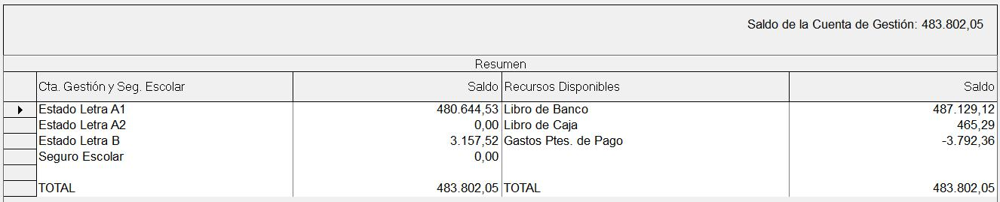 Saldo de la Cuenta de Gestión: 483.802,05
Resumen
Cta. Gestión y Seg. Escolar Saldo Recursos Disponibles Saldo
Estado Letra A1 480.644,53 Libro de Banco 487.129,12
Estado Letra A2 0,00 Libro de Caja 465,29
Estado Letra B 3.157,52 Gastos Ptes. de Pago -3.792,36
Seguro Escolar 0,00
TOTAL 483.802,05 TOTAL 483.802,05